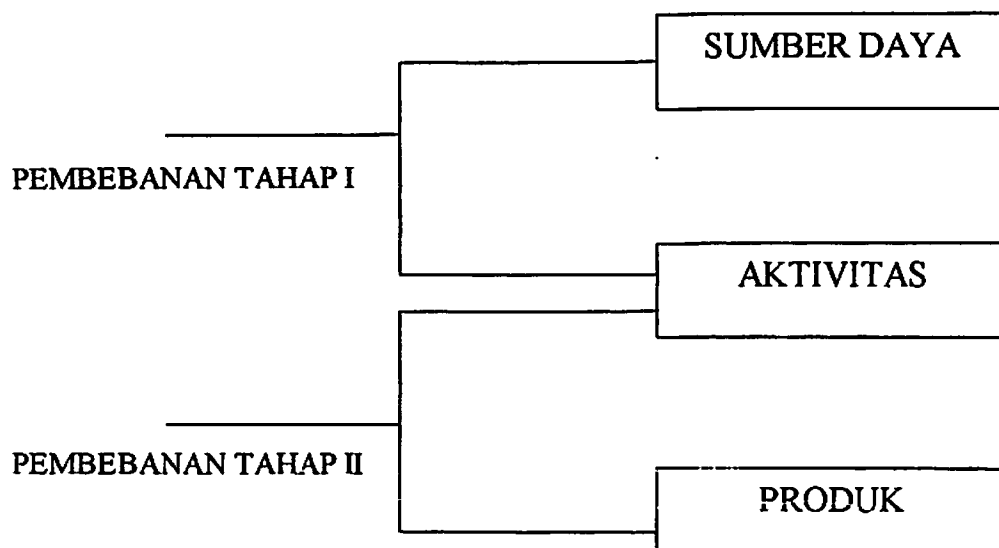 SUMBER DAYA
PEMBEBANAN TAHAP I
AKTIVITAS
PEMBEBANAN TAHAP II
PRODUK